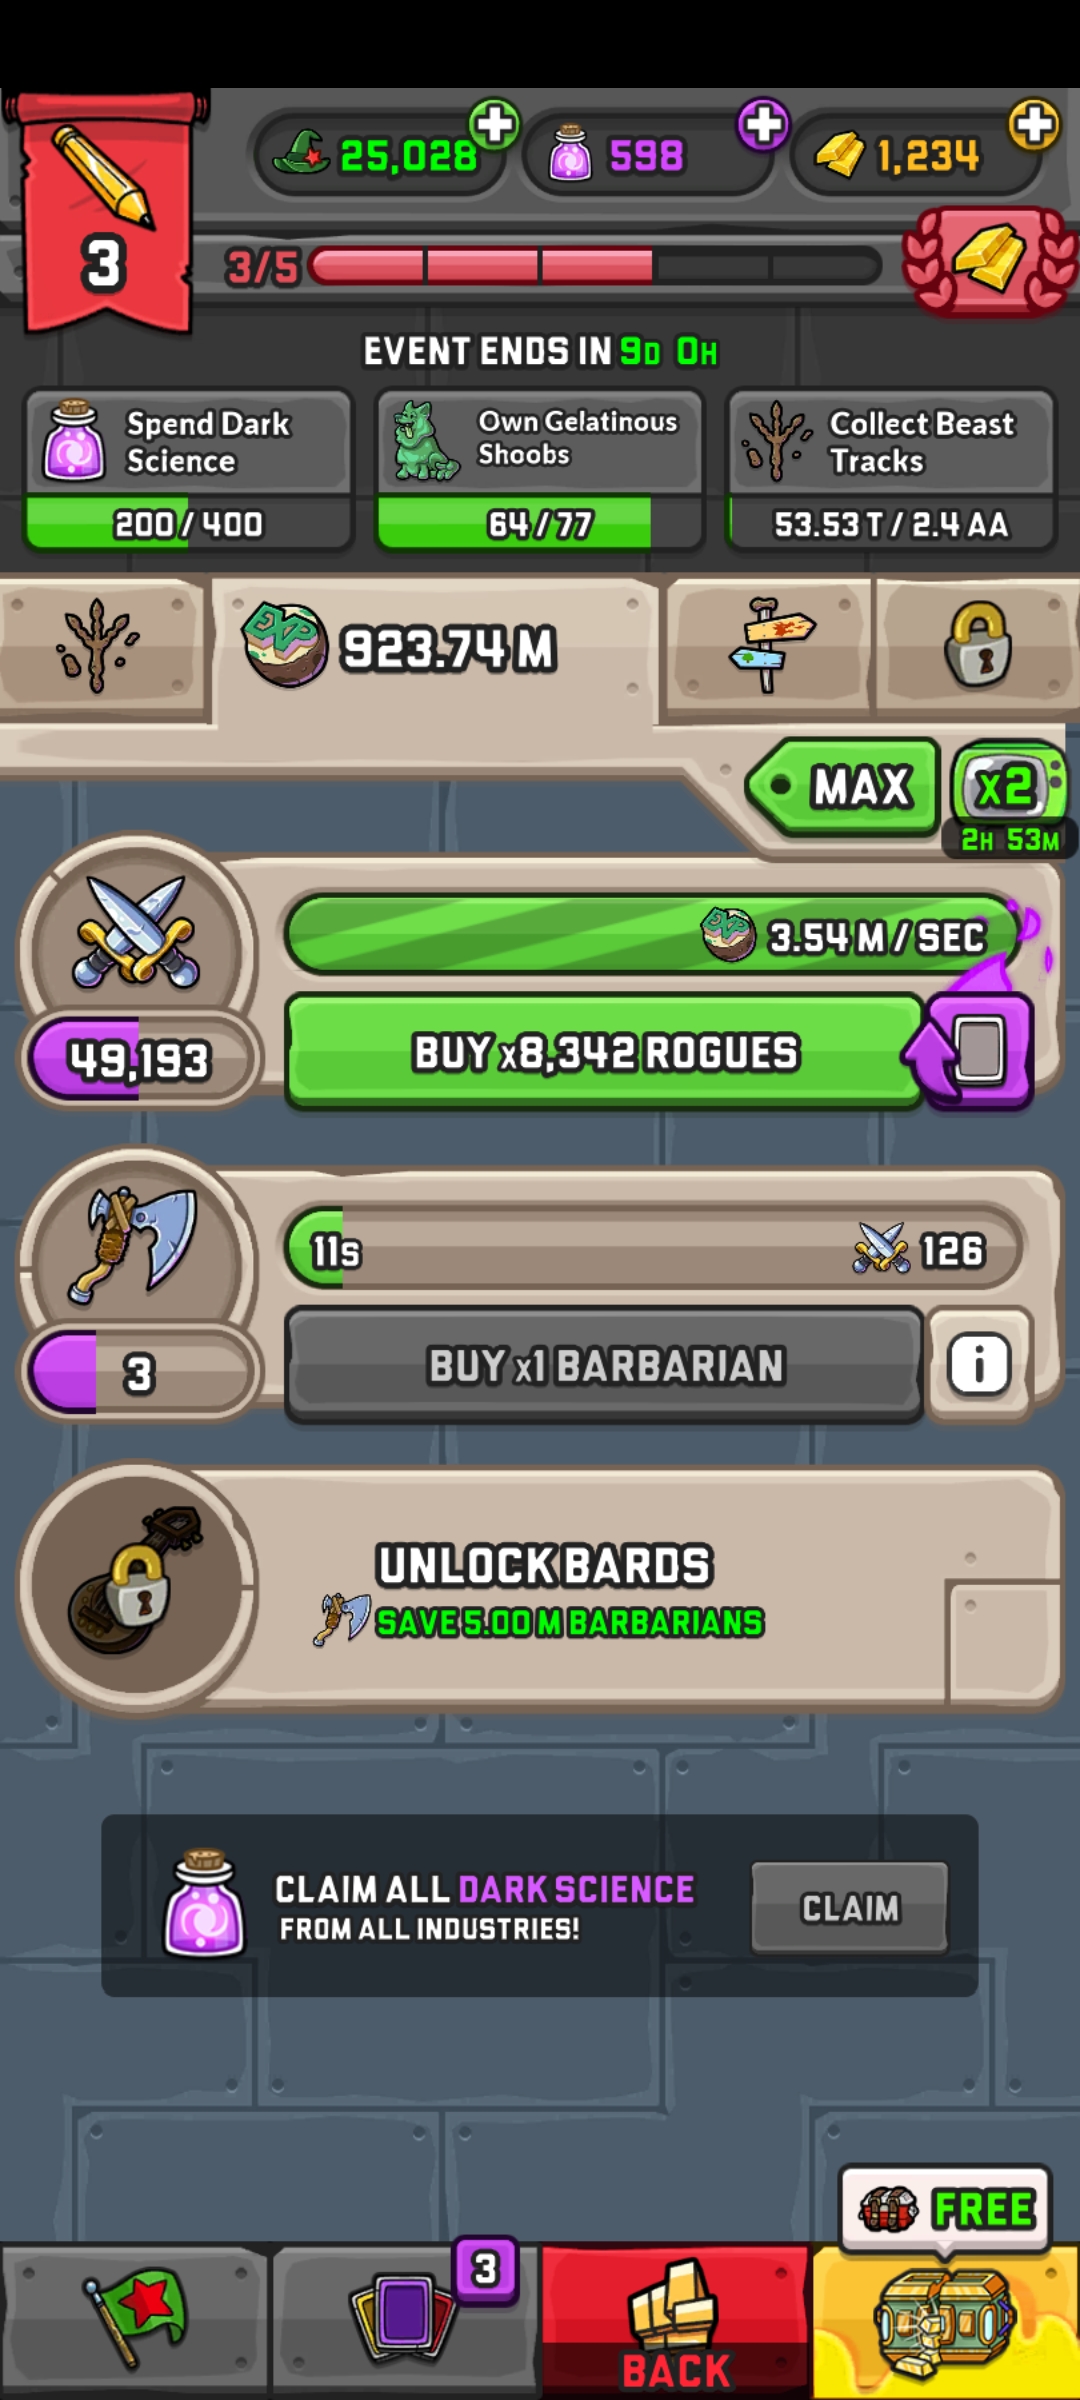 25,028
598
1,234
3
3/5
EVENT ENDS IN 9D 0H
Spend Dark
Science
200 / 400
Own Gelatinous
Shoobs
64 / 77
Collect Beast
Tracks
53.53 T / 2.4 AA
EXP
923.74 M
MAX
x2
2H 53M
EXP
3.54 M / SEC
49,193
BUY x8,342 ROGUES
11s
126
3
BUY x1 BARBARIAN
i
UNLOCK BARDS
SAVE 5.00 M BARBARIANS
CLAIM ALL DARK SCIENCE
FROM ALL INDUSTRIES!
CLAIM
FREE
3
BACK